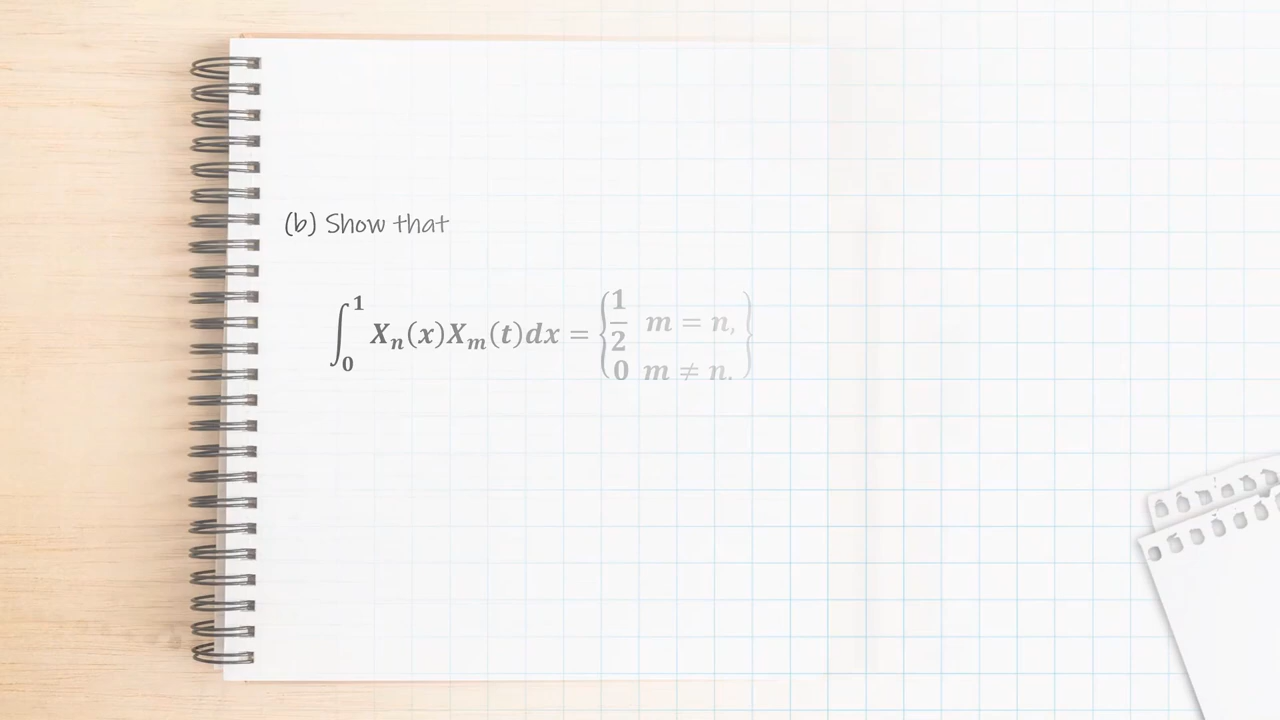 (b) Show that
∫₀¹ Xₙ(x)Xₘ(t)dx = {1/2 m = n,
0 m ≠ n.}